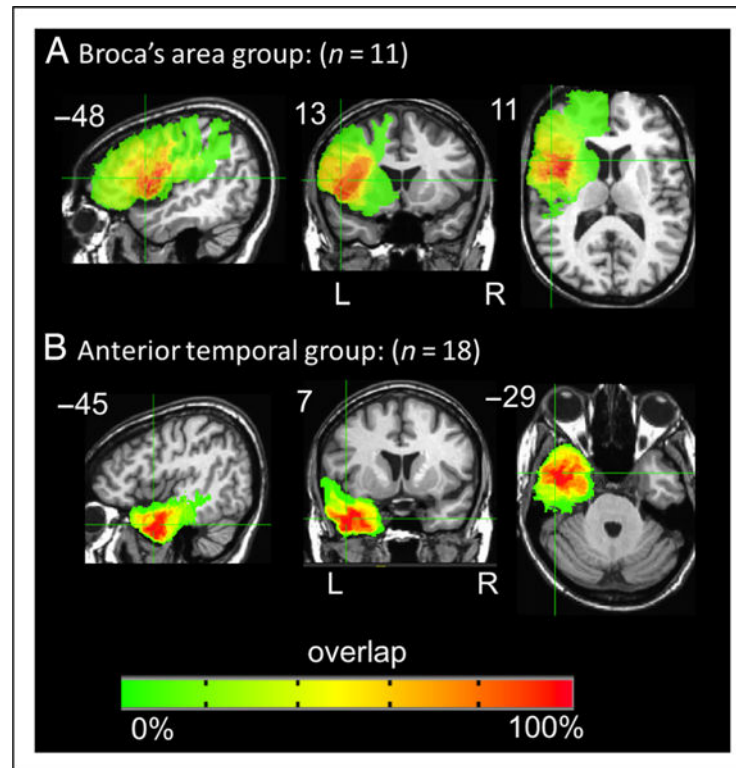 A Broca's area group: (n = 11)
–48
13
11
L
R
B Anterior temporal group: (n = 18)
–45
7
–29
L
R
overlap
0%
100%